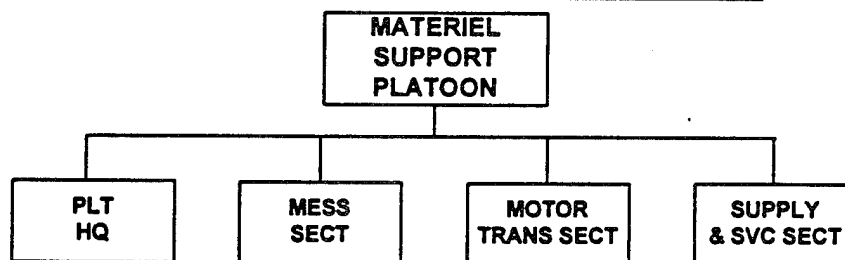 MATERIEL
SUPPORT
PLATOON
PLT
HQ
MESS
SECT
MOTOR
TRANS SECT
SUPPLY
& SVC SECT